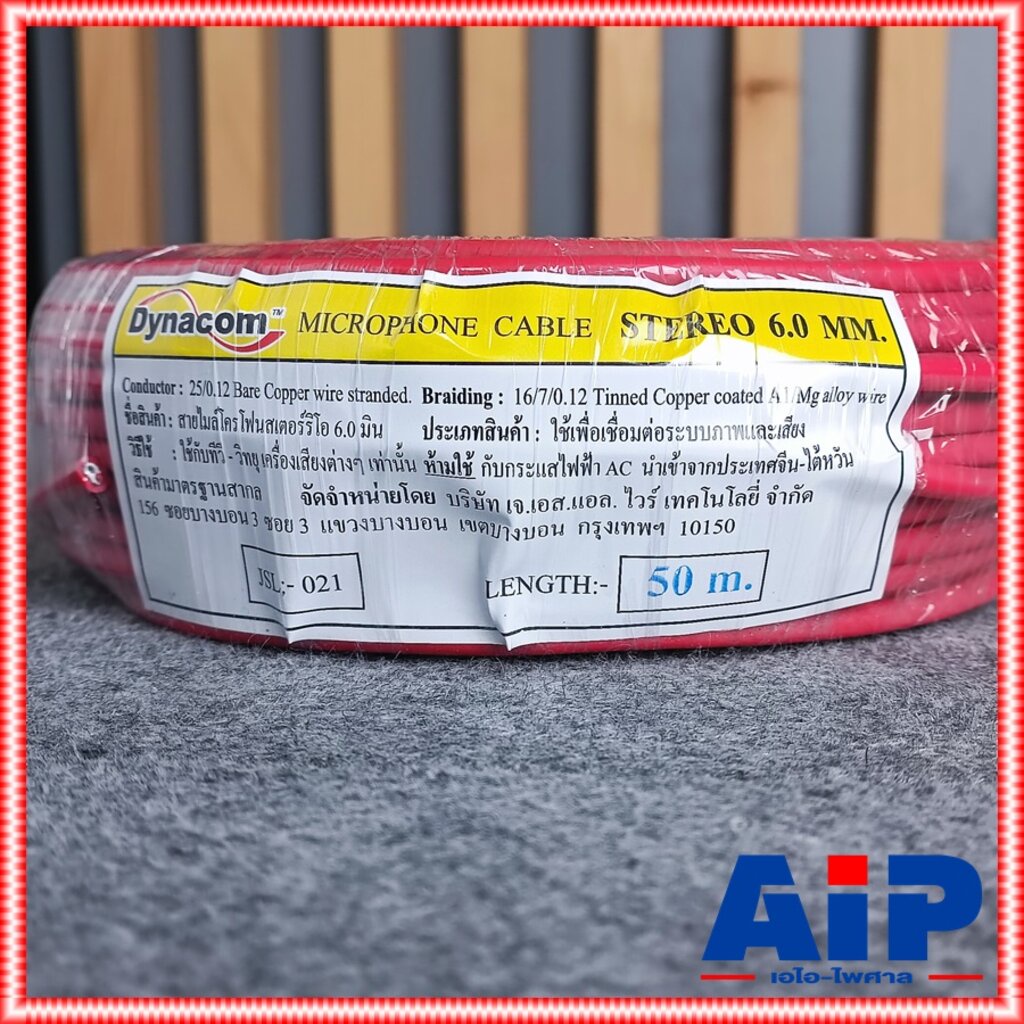 Dynacom™ MICROPHONE CABLE STEREO 6.0 MM.
Conductor : 25/0.12 Bare Copper wire stranded. Braiding : 16/7/0.12 Tinned Copper coated A1/Mg alloy wire
ชื่อสินค้า : สายไมล์โครโฟนสเตอร์ริโอ 6.0 มิน ประเภทสินค้า : ใช้เพื่อเชื่อมต่อระบบภาพและเสียง
วิธีใช้ : ใช้กับทีวี - วิทยุ เครื่องเสียงต่างๆ เท่านั้น ห้ามใช้ กับกระแสไฟฟ้า AC นำเข้าจากประเทศจีน-ไต้หวัน
สินค้ามาตรฐานสากล จัดจำหน่ายโดย บริษัท เจ.เอส.แอล. ไวร์ เทคโนโลยี่ จำกัด
156 ซอยบางบอน 3 ซอย 3 แขวงบางบอน เขตบางบอน กรุงเทพฯ 10150
JSL:- 021 LENGTH:- 50 m.
AiP
เอไอ-ไพศาล